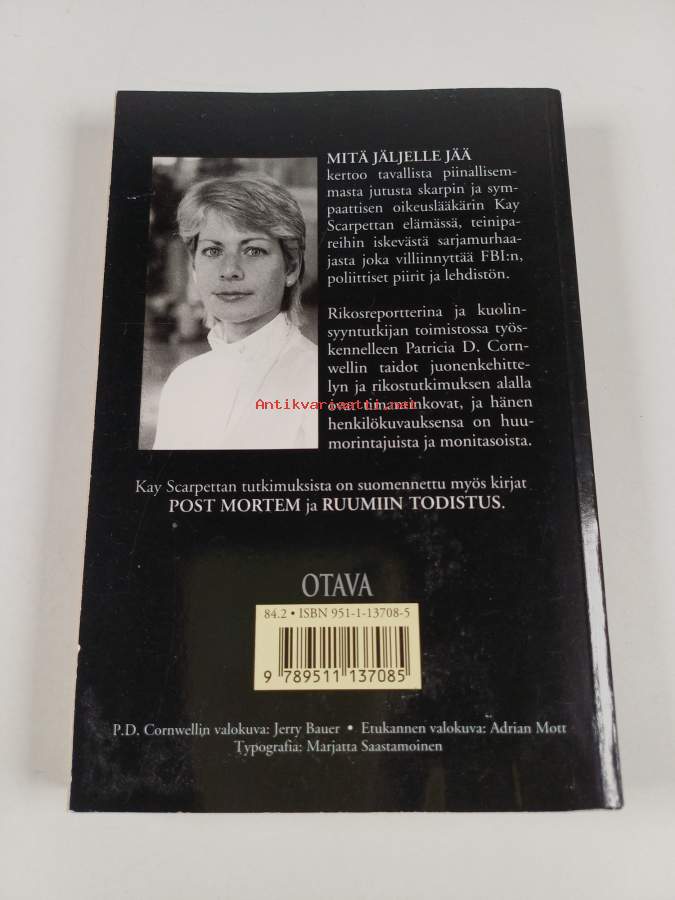 MITÄ JÄLJELLE JÄÄ
kertoo tavallista piinallisem-
masta jutusta skarpin ja sym-
paattisen oikeuslääkärin Kay
Scarpettan elämässä, teinipa-
reihin iskevästä sarjamurhaa-
jasta joka villiinnyttää FBI:n,
poliittiset piirit ja lehdistön.
Rikosreportterina ja kuolin-
syyntutkijan toimistossa työs-
kennelleen Patricia D. Corn-
wellin taidot juonenkehitte-
lyn ja rikostutkimuksen alalla
Antikvariaatti.net
ovat timanttinkovat, ja hänen
henkilökuvauksensa on huu-
morintajuista ja monitasoista.
Kay Scarpettan tutkimuksista on suomennettu myös kirjat
POST MORTEM ja RUUMIIN TODISTUS.
OTAVA
84.2 • ISBN 951-1-13708-5
9 789511 137085
P.D. Cornwellin valokuva: Jerry Bauer • Etukannen valokuva: Adrian Mott
Typografia: Marjatta Saastamoinen